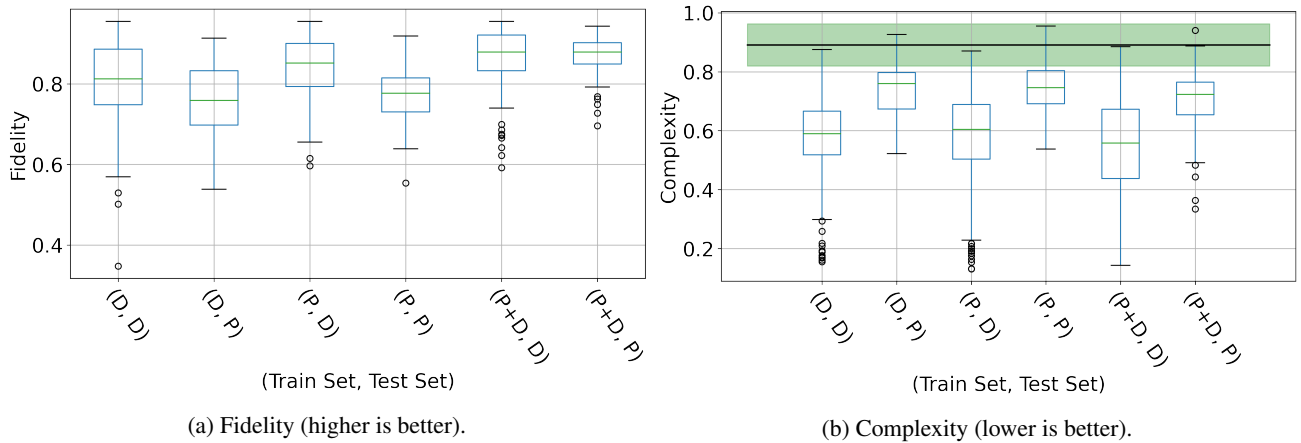 Fidelity
0.8
0.6
0.4
(D, D)
(D, P)
(P, D)
(P, P)
(P+D, D)
(P+D, P)
(Train Set, Test Set)
(a) Fidelity (higher is better).
Complexity
1.0
0.8
0.6
0.4
0.2
(D, D)
(D, P)
(P, D)
(P, P)
(P+D, D)
(P+D, P)
(Train Set, Test Set)
(b) Complexity (lower is better).